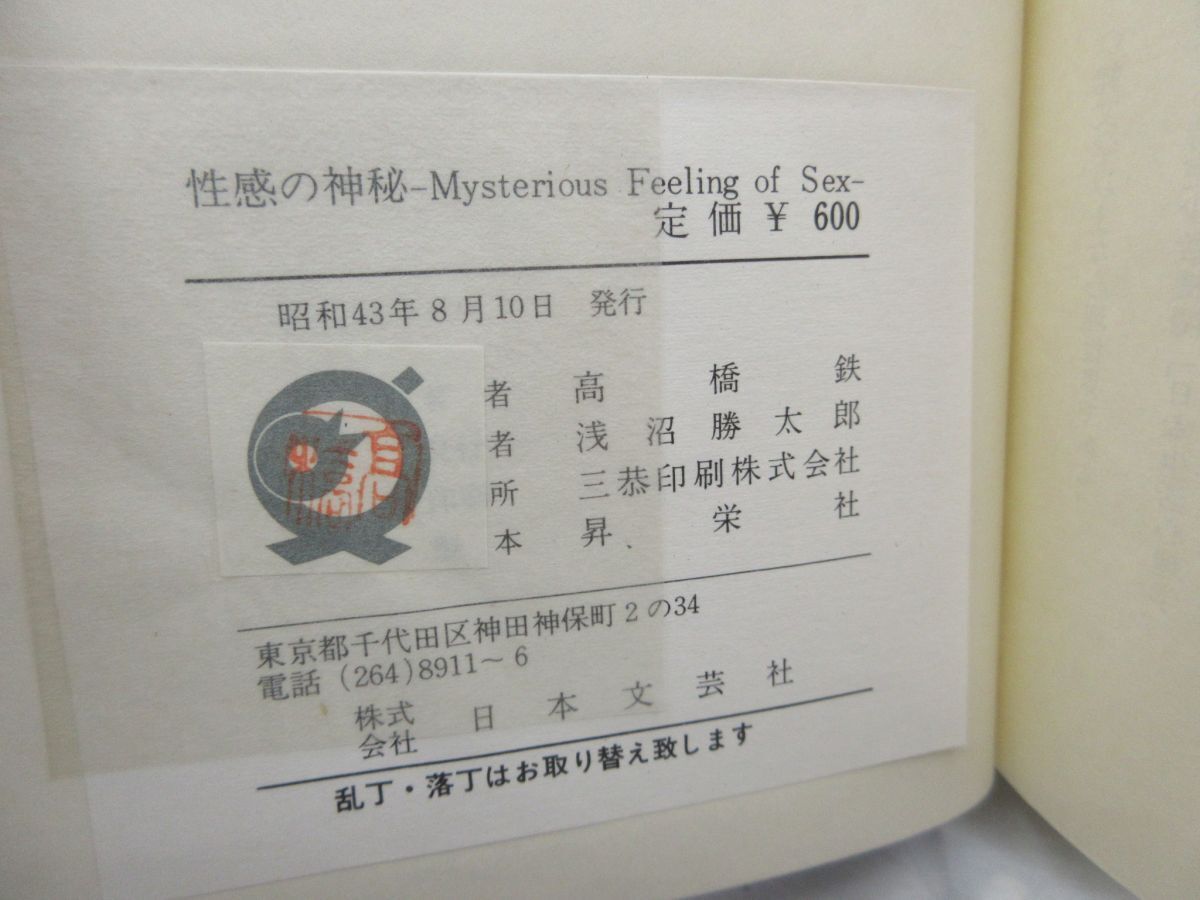 性感の神秘-Mysterious Feeling of Sex-
定価 ¥ 600
昭和43年8月10日 発行
者 高橋鉄
者 浅沼勝太郎
所 三恭印刷株式会社
本 昇栄社
東京都千代田区神田神保町2の34
電話 (264)8911~6
株式会社 日本文芸社
乱丁・落丁はお取り替え致します